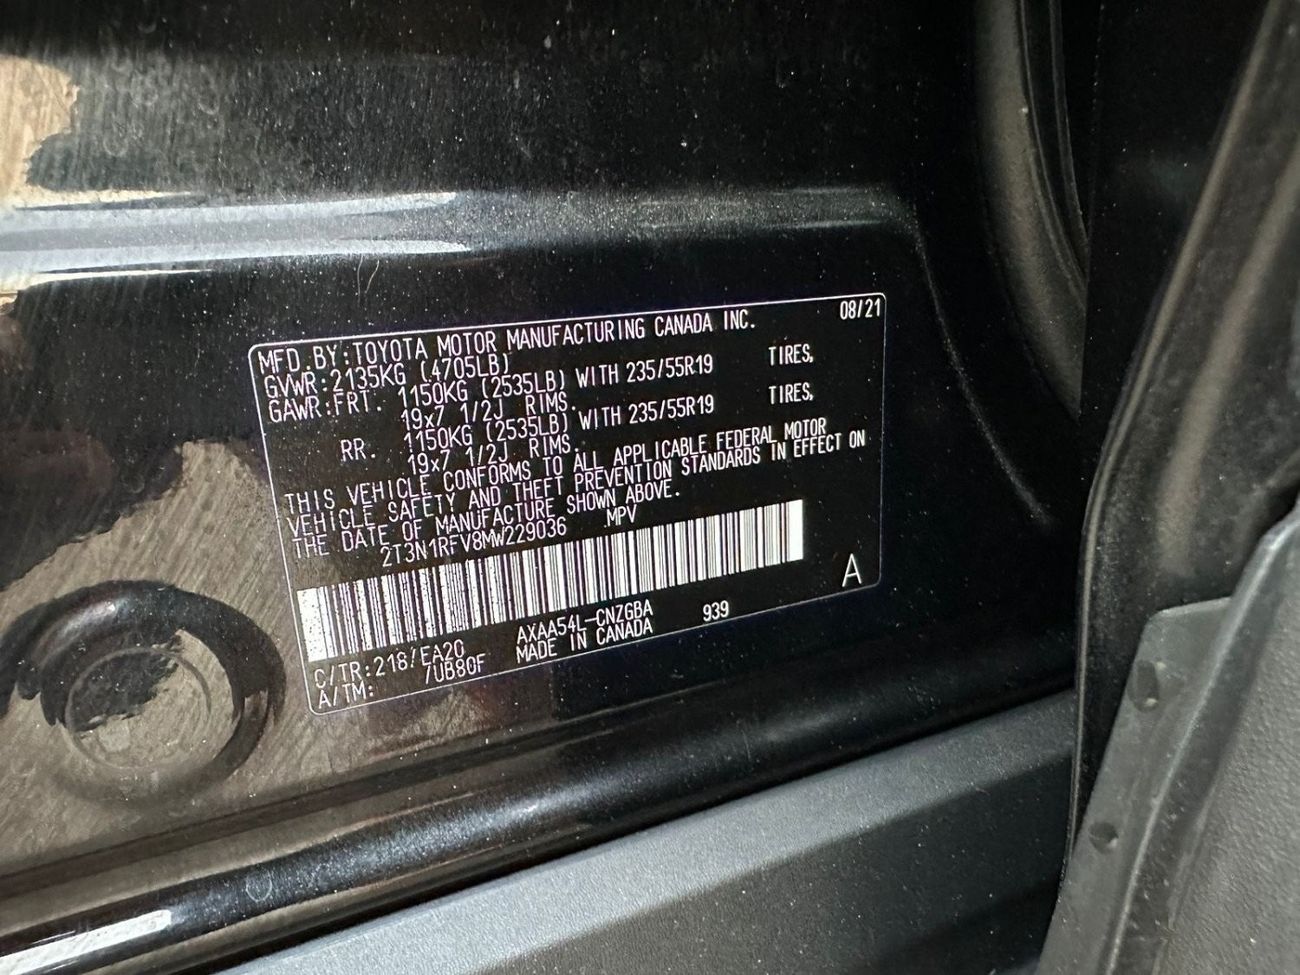 08/21
MFD.BY:TOYOTA MOTOR MANUFACTURING CANADA INC.
GVWR:2135KG (4705LB)
GAWR:FRT. 1150KG (2535LB) WITH 235/55R19 TIRES,
19x7 1/2J RIMS.
RR. 1150KG (2535LB) WITH 235/55R19 TIRES,
19x7 1/2J RIMS.
THIS VEHICLE CONFORMS TO ALL APPLICABLE FEDERAL MOTOR
VEHICLE SAFETY AND THEFT PREVENTION STANDARDS IN EFFECT ON
THE DATE OF MANUFACTURE SHOWN ABOVE.
2T3N1RFV8MW229036 MPV
A
C/TR:218/EA20 AXAA54L-CNZGBA 939
A/TM: /UB80F MADE IN CANADA